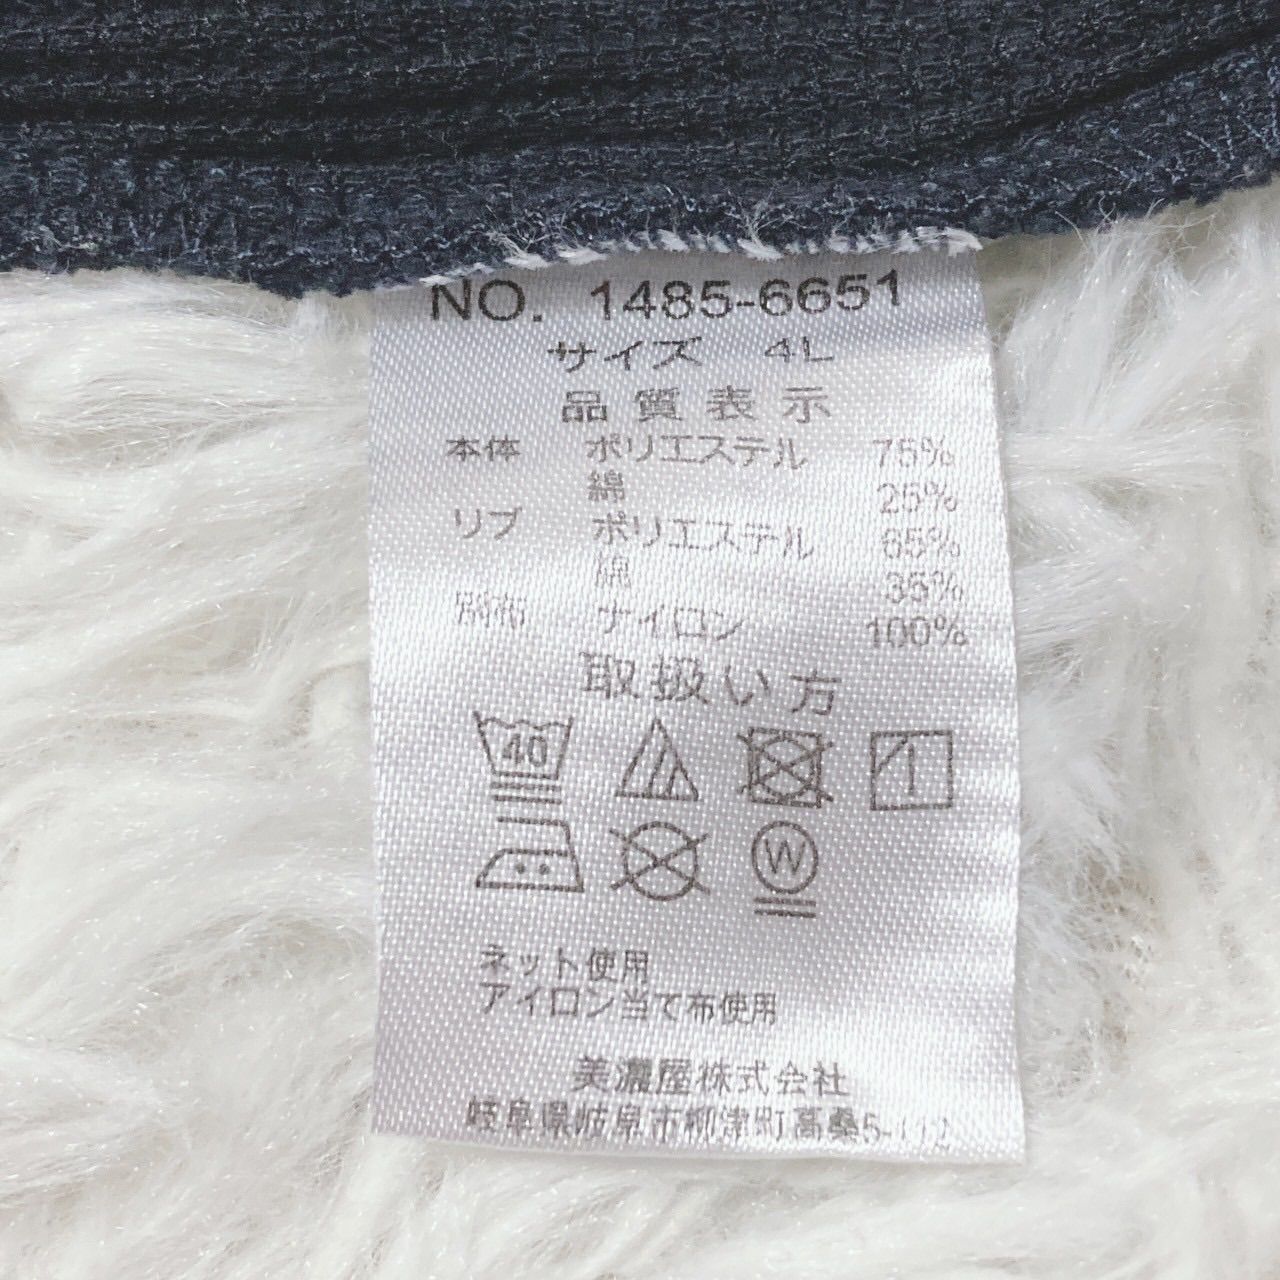 NO. 1485-6651
サイズ 4L
品質表示
本体 ポリエステル 75%
綿 25%
リブ ポリエステル 65%
綿 35%
別布 ナイロン 100%
取扱い方
40
W
ネット使用
アイロン当て布使用
美濃屋株式会社
岐阜県岐阜市柳津町高桑5-112